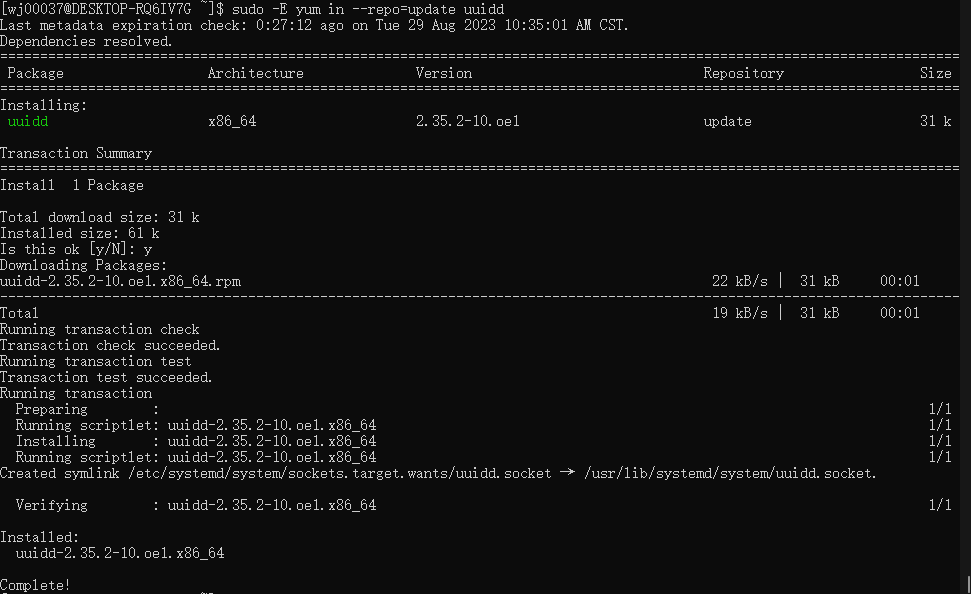 [wj00037@DESKTOP-RQ6IV7G ~]$ sudo -E yum in --repo=update uuidd
Last metadata expiration check: 0:27:12 ago on Tue 29 Aug 2023 10:35:01 AM CST.
Dependencies resolved.
================================================================================
Package Architecture Version Repository Size
================================================================================
Installing:
uuidd x86_64 2.35.2-10.oe1 update 31 k

Transaction Summary
================================================================================
Install 1 Package

Total download size: 31 k
Installed size: 61 k
Is this ok [y/N]: y
Downloading Packages:
uuidd-2.35.2-10.oe1.x86_64.rpm 22 kB/s | 31 kB 00:01
--------------------------------------------------------------------------------
Total 19 kB/s | 31 kB 00:01
Running transaction check
Transaction check succeeded.
Running transaction test
Transaction test succeeded.
Running transaction
Preparing : 1/1
Running scriptlet: uuidd-2.35.2-10.oe1.x86_64 1/1
Installing : uuidd-2.35.2-10.oe1.x86_64 1/1
Running scriptlet: uuidd-2.35.2-10.oe1.x86_64 1/1
Created symlink /etc/systemd/system/sockets.target.wants/uuidd.socket → /usr/lib/systemd/system/uuidd.socket.

Verifying : uuidd-2.35.2-10.oe1.x86_64 1/1

Installed:
uuidd-2.35.2-10.oe1.x86_64

Complete!